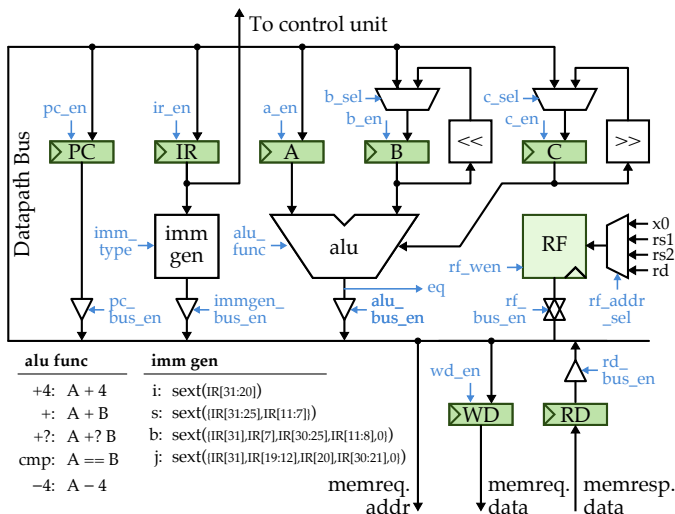 To control unit
pc_en
ir_en
a_en
b_sel
b_en
c_sel
c_en
PC
IR
A
B
<<
C
>>
Datapath Bus
imm_
type
imm
gen
alu_
func
alu
eq
RF
rf_wen
x0
rs1
rs2
rd
rf_addr
_sel
pc_
bus_en
immgen_
bus_en
alu_
bus_en
rf_
bus_en
alu func
+4: A + 4
+: A + B
+?: A +? B
cmp: A == B
−4: A − 4
imm gen
i: sext(IR[31:20])
s: sext({IR[31:25],IR[11:7]})
b: sext({IR[31],IR[7],IR[30:25],IR[11:8],0})
j: sext({IR[31],IR[19:12],IR[20],IR[30:21],0})
wd_en
rd_
bus_en
WD
RD
memreq.
addr
memreq.
data
memresp.
data